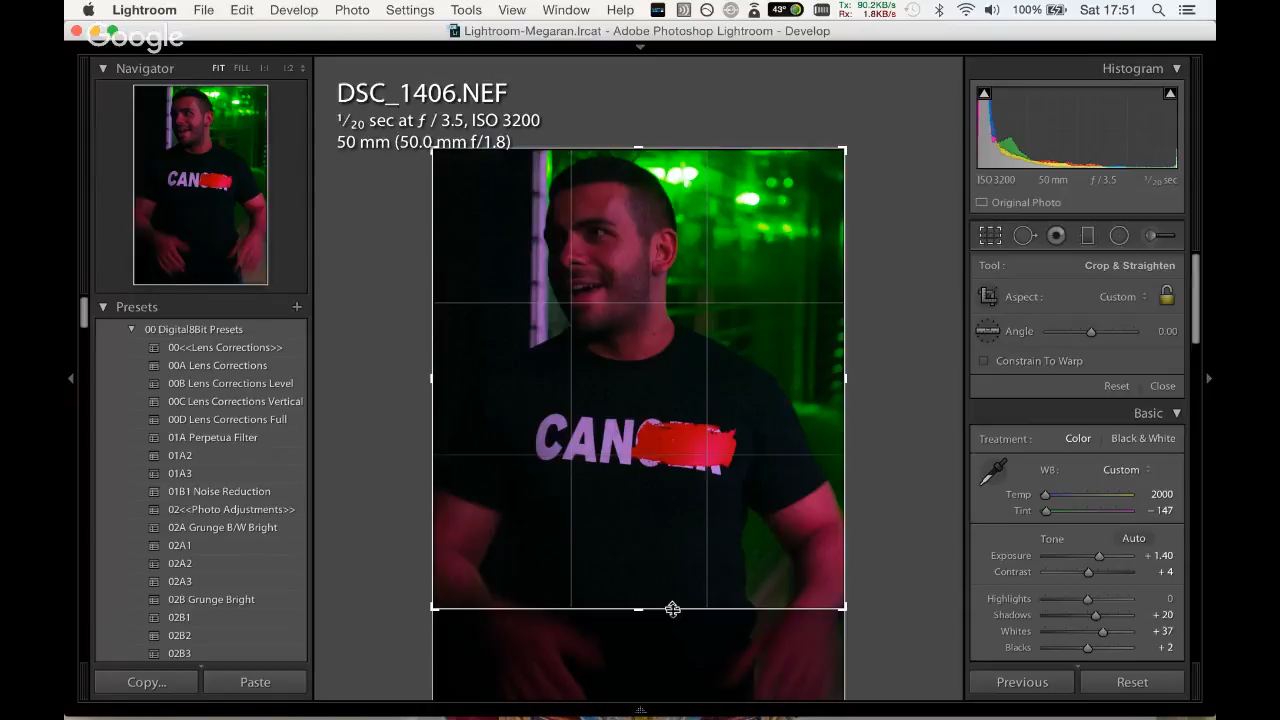 Lightroom File Edit Develop Photo Settings Tools View Window Help 43° Tx: 90.2KB/s Rx: 1.8KB/s 100% Sat 17:51
Google
Lightroom-Megaran.lrcat - Adobe Photoshop Lightroom - Develop
Navigator FIT FILL 1:1 1:2
Presets +
00 Digital8Bit Presets
00<<Lens Corrections>>
00A Lens Corrections
00B Lens Corrections Level
00C Lens Corrections Vertical
00D Lens Corrections Full
01A Perpetua Filter
01A2
01A3
01B1 Noise Reduction
02<<Photo Adjustments>>
02A Grunge B/W Bright
02A1
02A2
02A3
02B Grunge Bright
02B1
02B2
02B3
Copy... Paste
DSC_1406.NEF
1/20 sec at ƒ / 3.5, ISO 3200
50 mm (50.0 mm f/1.8)
CAN
Histogram
ISO 3200 50 mm ƒ / 3.5 1/20 sec
Original Photo
Tool: Crop & Straighten
Aspect: Custom
Angle 0.00
Constrain To Warp
Reset Close
Basic
Treatment: Color Black & White
WB: Custom
Temp 2000
Tint - 147
Tone Auto
Exposure + 1.40
Contrast + 4
Highlights 0
Shadows + 20
Whites + 37
Blacks + 2
Previous Reset